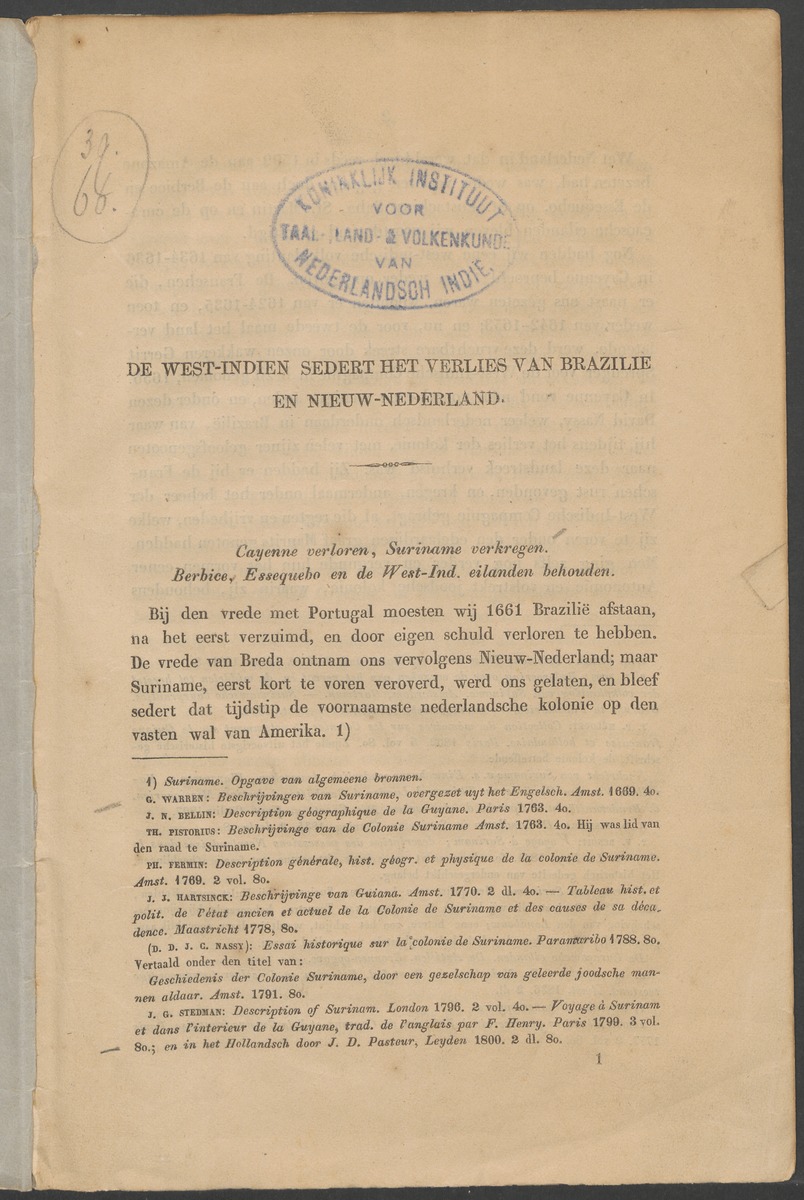 39.
68.
KONINKLIJK INSTITUUT
VOOR
TAAL- LAND- & VOLKENKUNDE
VAN
NEDERLANDSCH INDIE.
DE WEST-INDIEN SEDERT HET VERLIES VAN BRAZILIE
EN NIEUW-NEDERLAND.
Cayenne verloren, Suriname verkregen.
Berbice, Essequebo en de West-Ind. eilanden behouden.
Bij den vrede met Portugal moesten wij 1661 Brazilië afstaan,
na het eerst verzuimd, en door eigen schuld verloren te hebben.
De vrede van Breda ontnam ons vervolgens Nieuw-Nederland; maar
Suriname, eerst kort te voren veroverd, werd ons gelaten, en bleef
sedert dat tijdstip de voornaamste nederlandsche kolonie op den
vasten wal van Amerika. 1)
1) Suriname. Opgave van algemeene bronnen.
G. WARREN: Beschrijvingen van Suriname, overgezet uyt het Engelsch. Amst. 1669. 4o.
J. N. BELLIN: Description géographique de la Guyane. Paris 1763. 4o.
TH. PISTORIUS: Beschrijvinge van de Colonie Suriname Amst. 1763. 4o. Hij was lid van
den raad te Suriname.
PH. FERMIN: Description générale, hist. géogr. et physique de la colonie de Suriname.
Amst. 1769. 2 vol. 8o.
J. J. HARTSINCK: Beschrijvinge van Guiana. Amst. 1770. 2 dl. 4o. — Tableau hist. et
polit. de l'état ancien et actuel de la Colonie de Suriname et des causes de sa déca-
dence. Maastricht 1778, 8o.
(D. D. J. C. NASSY): Essai historique sur la colonie de Suriname. Paramaribo 1788. 8o.
Vertaald onder den titel van:
Geschiedenis der Colonie Suriname, door een gezelschap van geleerde joodsche man-
nen aldaar. Amst. 1791. 8o.
J. G. STEDMAN: Description of Surinam. London 1796. 2 vol. 4o. — Voyage à Surinam
et dans l'interieur de la Guyane, trad. de l'anglais par F. Henry. Paris 1799. 3 vol.
8o.; en in het Hollandsch door J. D. Pasteur, Leyden 1800. 2 dl. 8o.
1